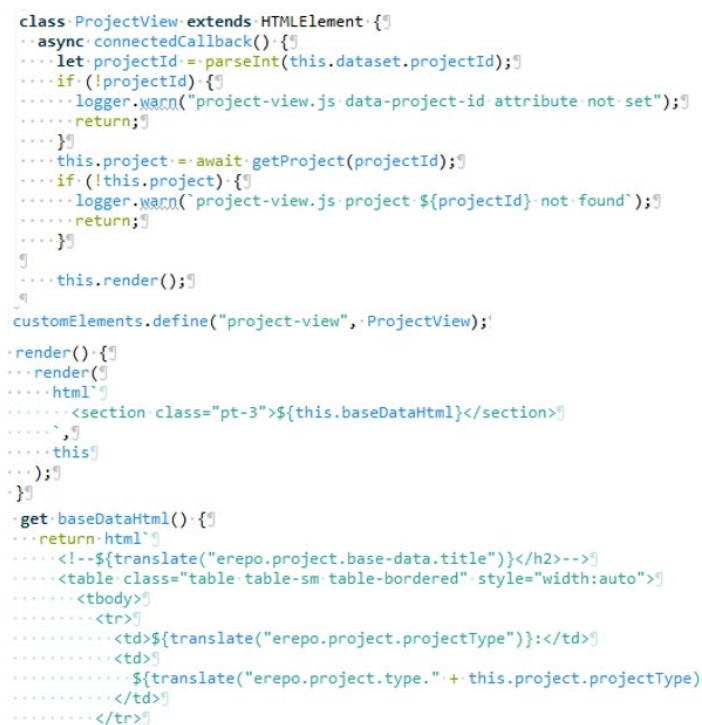 class ProjectView extends HTMLElement {
  async connectedCallback() {
    let projectId = parseInt(this.dataset.projectId);
    if (!projectId) {
      logger.warn("project-view.js data-project-id attribute not set");
      return;
    }
    this.project = await getProject(projectId);
    if (!this.project) {
      logger.warn(`project-view.js project ${projectId} not found`);
      return;
    }

    this.render();

customElements.define("project-view", ProjectView);
render() {
  render(
    html`
      <section class="pt-3">${this.baseDataHtml}</section>
    `,
    this
  );
}
get baseDataHtml() {
  return html`
    <!--${translate("erepo.project.base-data.title")}</h2>-->
    <table class="table table-sm table-bordered" style="width:auto">
      <tbody>
        <tr>
          <td>${translate("erepo.project.projectType")}:</td>
          <td>
            ${translate("erepo.project.type." + this.project.projectType)
          </td>
        </tr>